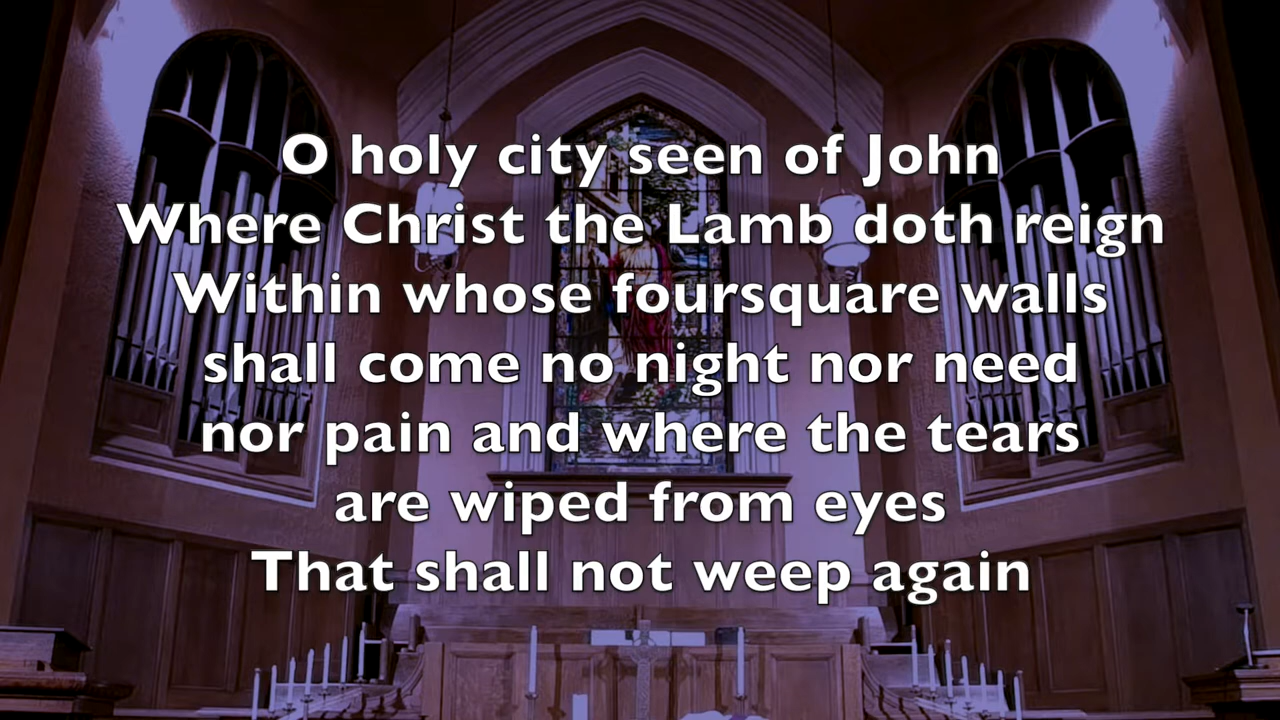 O holy city seen of John
Where Christ the Lamb doth reign
Within whose foursquare walls
shall come no night nor need
nor pain and where the tears
are wiped from eyes
That shall not weep again